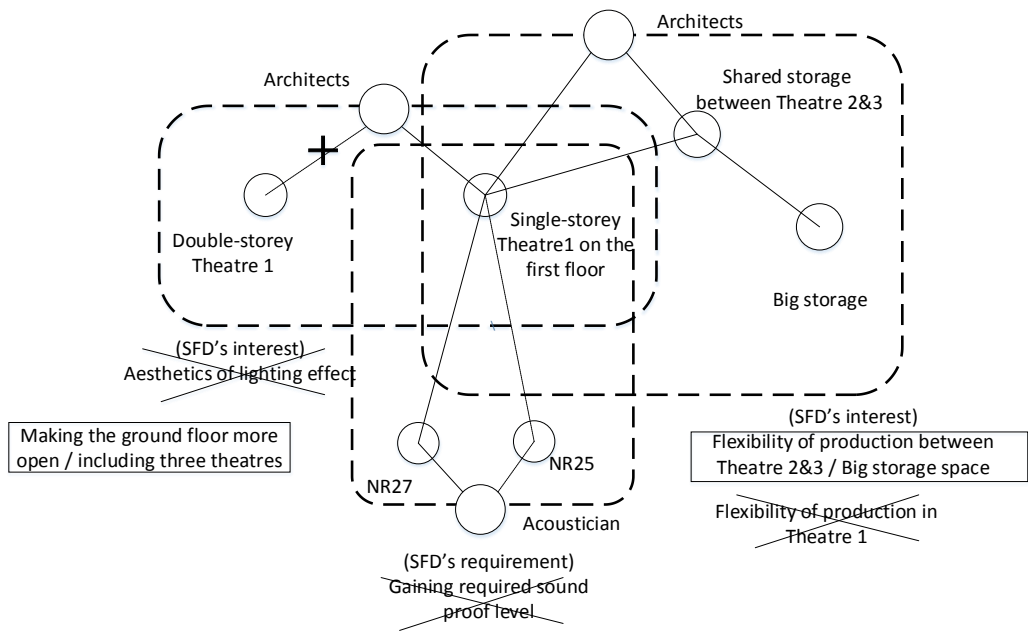 Architects
Architects
Shared storage
between Theatre 2&3
Double-storey
Theatre 1
Single-storey
Theatre1 on the
first floor
Big storage
(SFD's interest)
Aesthetics of lighting effect
Making the ground floor more
open / including three theatres
NR27
NR25
Acoustician
(SFD's requirement)
Gaining required sound
proof level
(SFD's interest)
Flexibility of production between
Theatre 2&3 / Big storage space
Flexibility of production in
Theatre 1